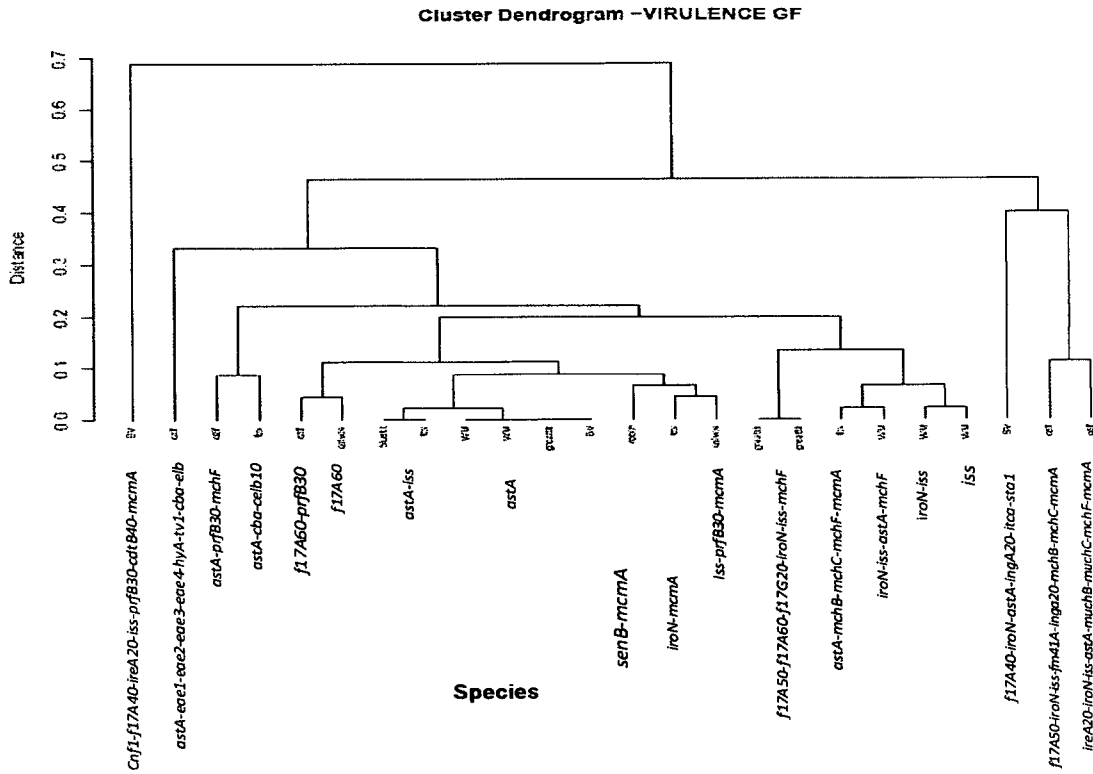 Cluster Dendrogram –VIRULENCE GF
Distance
0.7
0.6
0.5
0.4
0.3
0.2
0.1
0.0
Cnf1-f17A40-ireA20-iss-prfB30-cdtB40-mcmA
astA-eae1-eae2-eae3-eae4-hyA-tv1-cba-elb
astA-prfB30-mchF
astA-cba-celb10
f17A60-prfB30
f17A60
astA-iss
astA
senB-mcmA
iroN-mcmA
Iss-prfB30-mcmA
f17A50-f17A60-f17G20-iroN-iss-mchF
astA-mchB-mchC-mchF-mcmA
iroN-iss-astA-mchF
iroN-iss
iss
f17A40-iroN-astA-ingA20-itca-sta1
f17A50-iroN-iss-fm41A-inga20-mchB-mchC-mcmA
ireA20-iroN-iss-astA-muchB-muchC-mchF-mcmA
Species